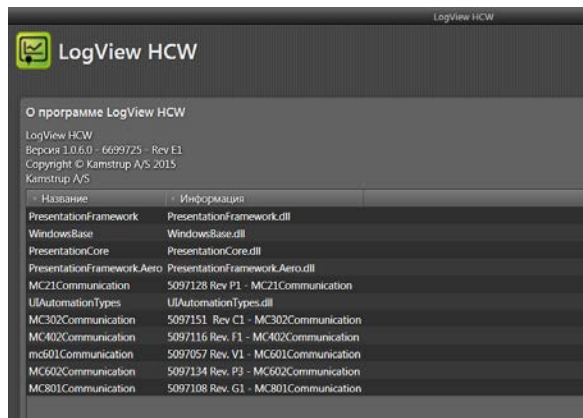 LogView HCW
LogView HCW
О программе LogView HCW
LogView HCW
Версия 1.0.6.0 - 6699725 - Rev E1
Copyright © Kamstrup A/S 2015
Kamstrup A/S
Название Информация
PresentationFramework PresentationFramework.dll
WindowsBase WindowsBase.dll
PresentationCore PresentationCore.dll
PresentationFramework.Aero PresentationFramework.Aero.dll
MC21Communication 5097128 Rev P1 - MC21Communication
UIAutomationTypes UIAutomationTypes.dll
MC302Communication 5097151 Rev C1 - MC302Communication
MC402Communication 5097116 Rev. F1 - MC402Communication
mc601Communication 5097057 Rev. V1 - MC601Communication
MC602Communication 5097134 Rev. P3 - MC602Communication
MC801Communication 5097108 Rev. G1 - MC801Communication